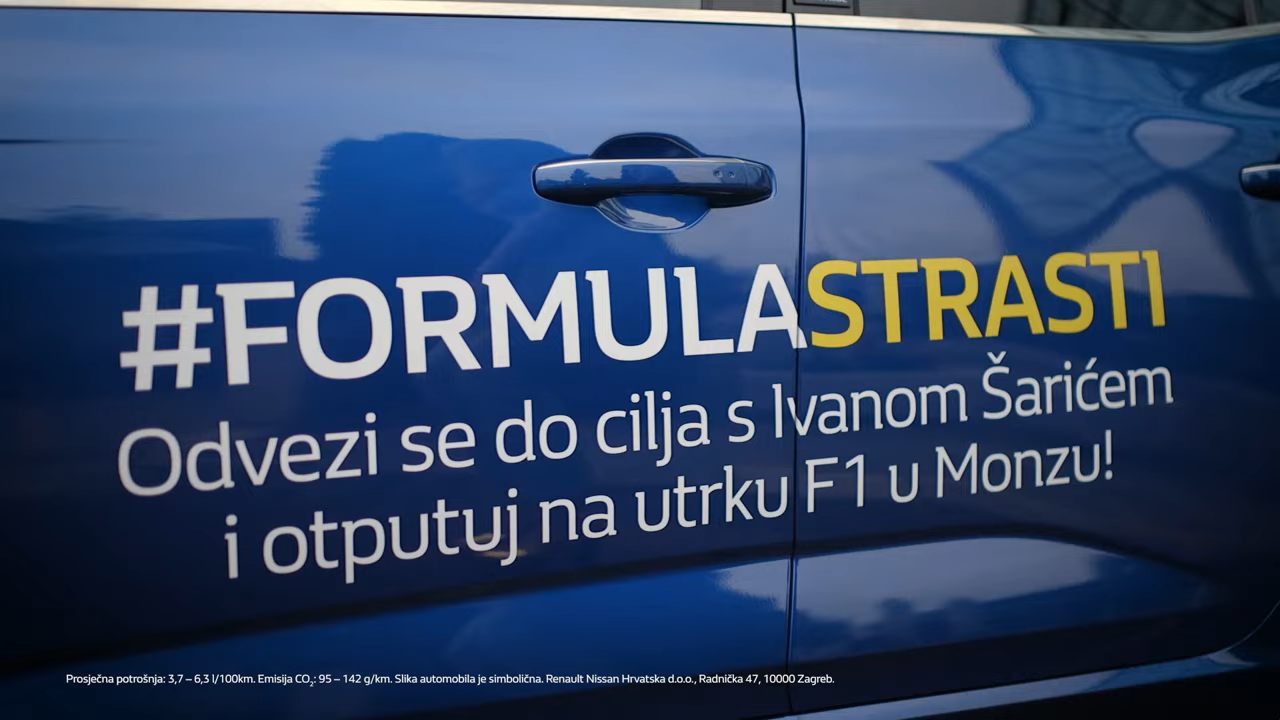 #FORMULASTRASTI
Odvezi se do cilja s Ivanom Šarićem
i otputuj na utrku F1 u Monzu!
Prosječna potrošnja: 3,7 – 6,3 l/100km. Emisija CO₂: 95 – 142 g/km. Slika automobila je simbolična. Renault Nissan Hrvatska d.o.o., Radnička 47, 10000 Zagreb.